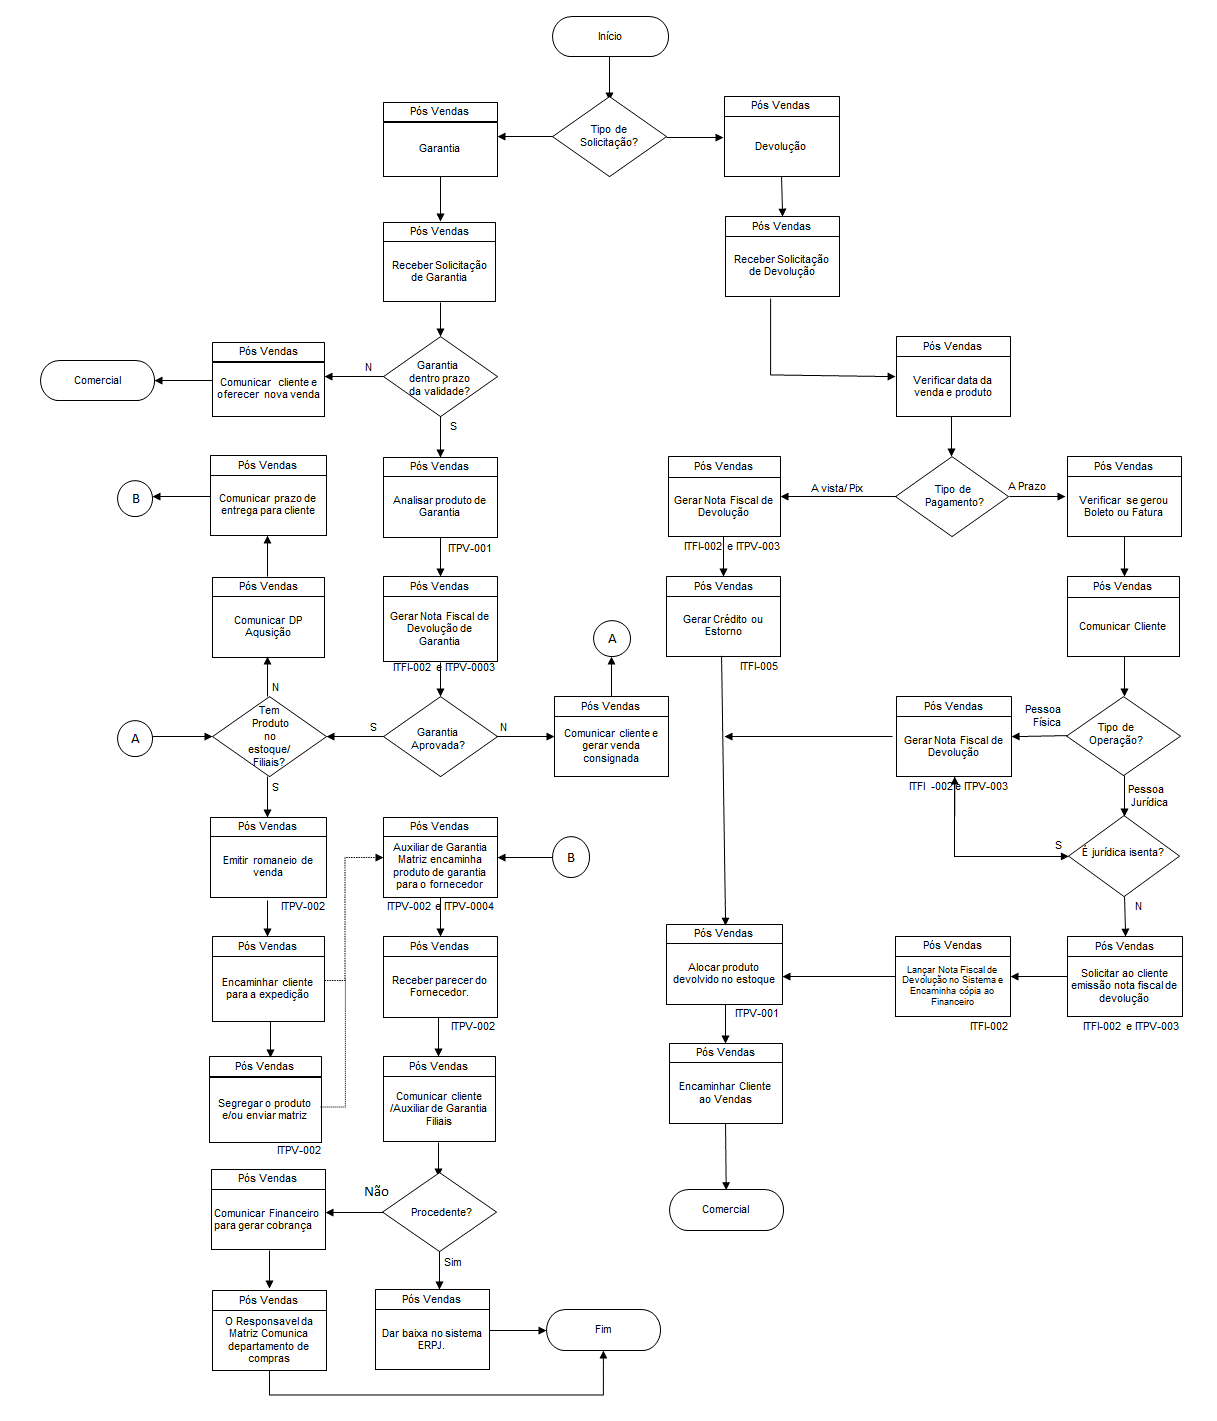 Início
Tipo de
Solicitação?
Pós Vendas
Garantia
Pós Vendas
Devolução
Pós Vendas
Receber Solicitação
de Garantia
Pós Vendas
Receber Solicitação
de Devolução
Garantia
dentro prazo
da validade?
N
S
Pós Vendas
Comunicar cliente e
oferecer nova venda
Comercial
Pós Vendas
Verificar data da
venda e produto
Pós Vendas
Comunicar prazo de
entrega para cliente
B
Pós Vendas
Analisar produto de
Garantia
ITPV-001
Pós Vendas
Gerar Nota Fiscal de
Devolução
ITFI-002 e ITPV-003
A vista/ Pix
Tipo de
Pagamento?
A Prazo
Pós Vendas
Verificar se gerou
Boleto ou Fatura
Pós Vendas
Comunicar DP
Aqusição
Pós Vendas
Gerar Nota Fiscal de
Devolução de
Garantia
ITFI-002 e ITPV-0003
A
Pós Vendas
Gerar Crédito ou
Estorno
ITFI-005
Pós Vendas
Comunicar Cliente
N
A
Tem
Produto
no
estoque/
Filiais?
S
S
Garantia
Aprovada?
N
Pós Vendas
Comunicar cliente e
gerar venda
consignada
Pós Vendas
Gerar Nota Fiscal de
Devolução
ITFI -002 e ITPV-003
Pessoa
Física
Tipo de
Operação?
Pessoa
Jurídica
Pós Vendas
Emitir romaneio de
venda
ITPV-002
Pós Vendas
Auxiliar de Garantia
Matriz encaminha
produto de garantia
para o fornecedor
ITPV-002 e ITPV-0004
B
S
É jurídica isenta?
N
Pós Vendas
Encaminhar cliente
para a expedição
Pós Vendas
Receber parecer do
Fornecedor.
ITPV-002
Pós Vendas
Alocar produto
devolvido no estoque
ITPV-001
Pós Vendas
Lançar Nota Fiscal de
Devolução no Sistema e
Encaminha cópia ao
Financeiro
ITFI-002
Pós Vendas
Solicitar ao cliente
emissão nota fiscal de
devolução
ITFI-002 e ITPV-003
Pós Vendas
Segregar o produto
e/ou enviar matriz
ITPV-002
Pós Vendas
Comunicar cliente
/Auxiliar de Garantia
Filiais
Pós Vendas
Encaminhar Cliente
ao Vendas
Pós Vendas
Comunicar Financeiro
para gerar cobrança
Não
Procedente?
Sim
Comercial
Pós Vendas
O Responsavel da
Matriz Comunica
departamento de
compras
Pós Vendas
Dar baixa no sistema
ERPJ.
Fim